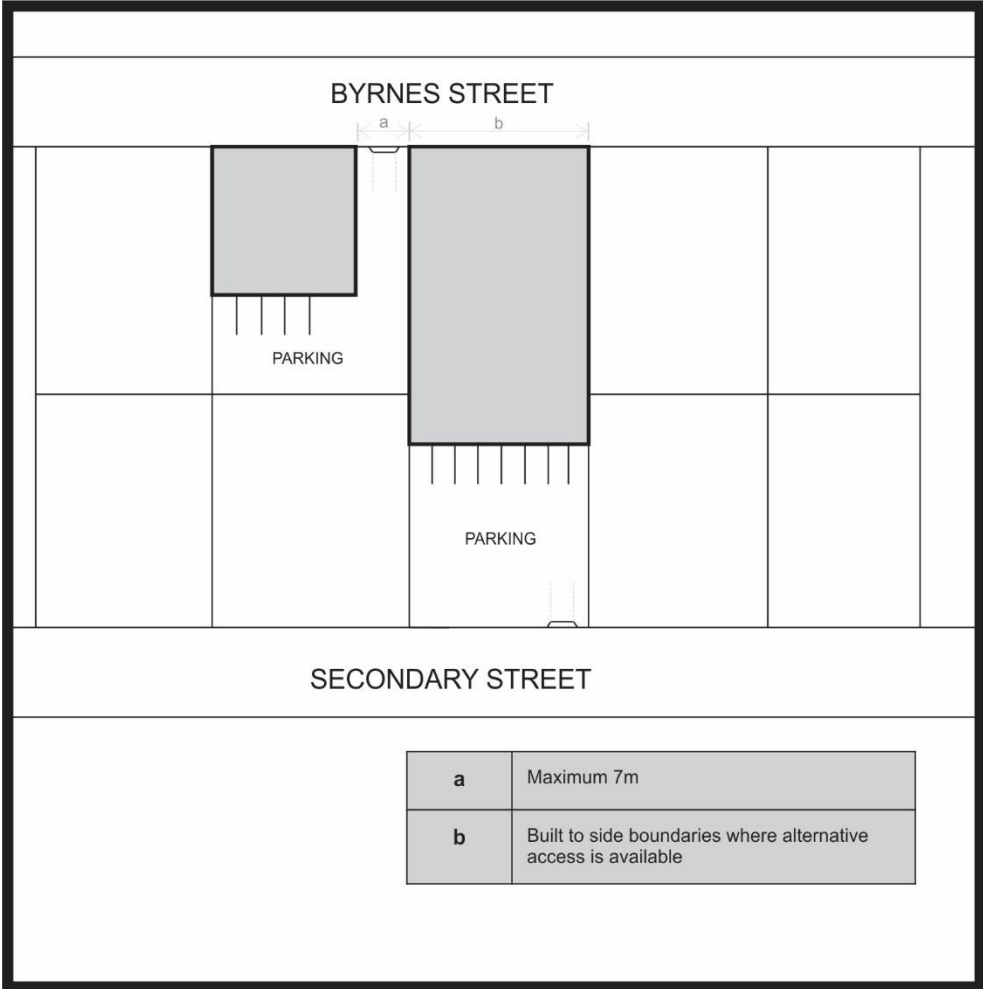 BYRNES STREET
a
b
PARKING
PARKING
SECONDARY STREET
a
Maximum 7m
b
Built to side boundaries where alternative
access is available